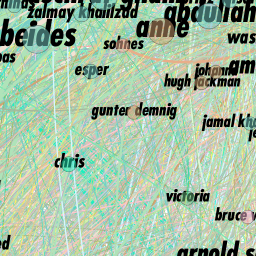 zalmay khalilzad
abdullah
anne
beides
sohnes
was
esper
johanna
am
hugh jackman
gunter demnig
jamal kha
chris
victoria
bruce w
arnold s